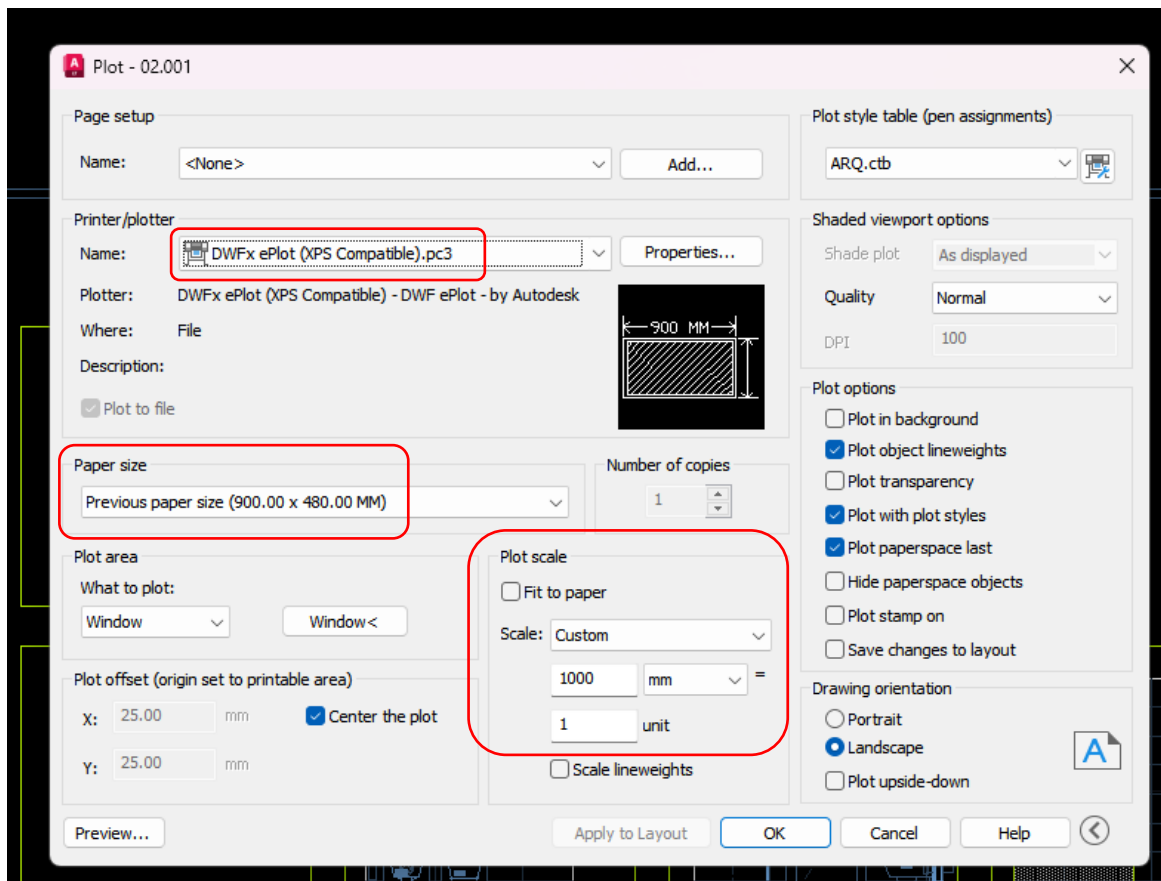 Plot - 02.001
Page setup
Name: <None> Add...
Plot style table (pen assignments)
ARQ.ctb
Printer/plotter
Name: DWFx ePlot (XPS Compatible).pc3 Properties...
Plotter: DWFx ePlot (XPS Compatible) - DWF ePlot - by Autodesk
Where: File
Description:
Plot to file
900 MM
Shaded viewport options
Shade plot As displayed
Quality Normal
DPI 100
Paper size
Previous paper size (900.00 x 480.00 MM)
Number of copies
1
Plot options
Plot in background
Plot object lineweights
Plot transparency
Plot with plot styles
Plot paperspace last
Hide paperspace objects
Plot stamp on
Save changes to layout
Plot area
What to plot:
Window Window<
Plot scale
Fit to paper
Scale: Custom
1000 mm =
1 unit
Scale lineweights
Plot offset (origin set to printable area)
X: 25.00 mm Center the plot
Y: 25.00 mm
Drawing orientation
Portrait
Landscape
Plot upside-down
A
Preview... Apply to Layout OK Cancel Help